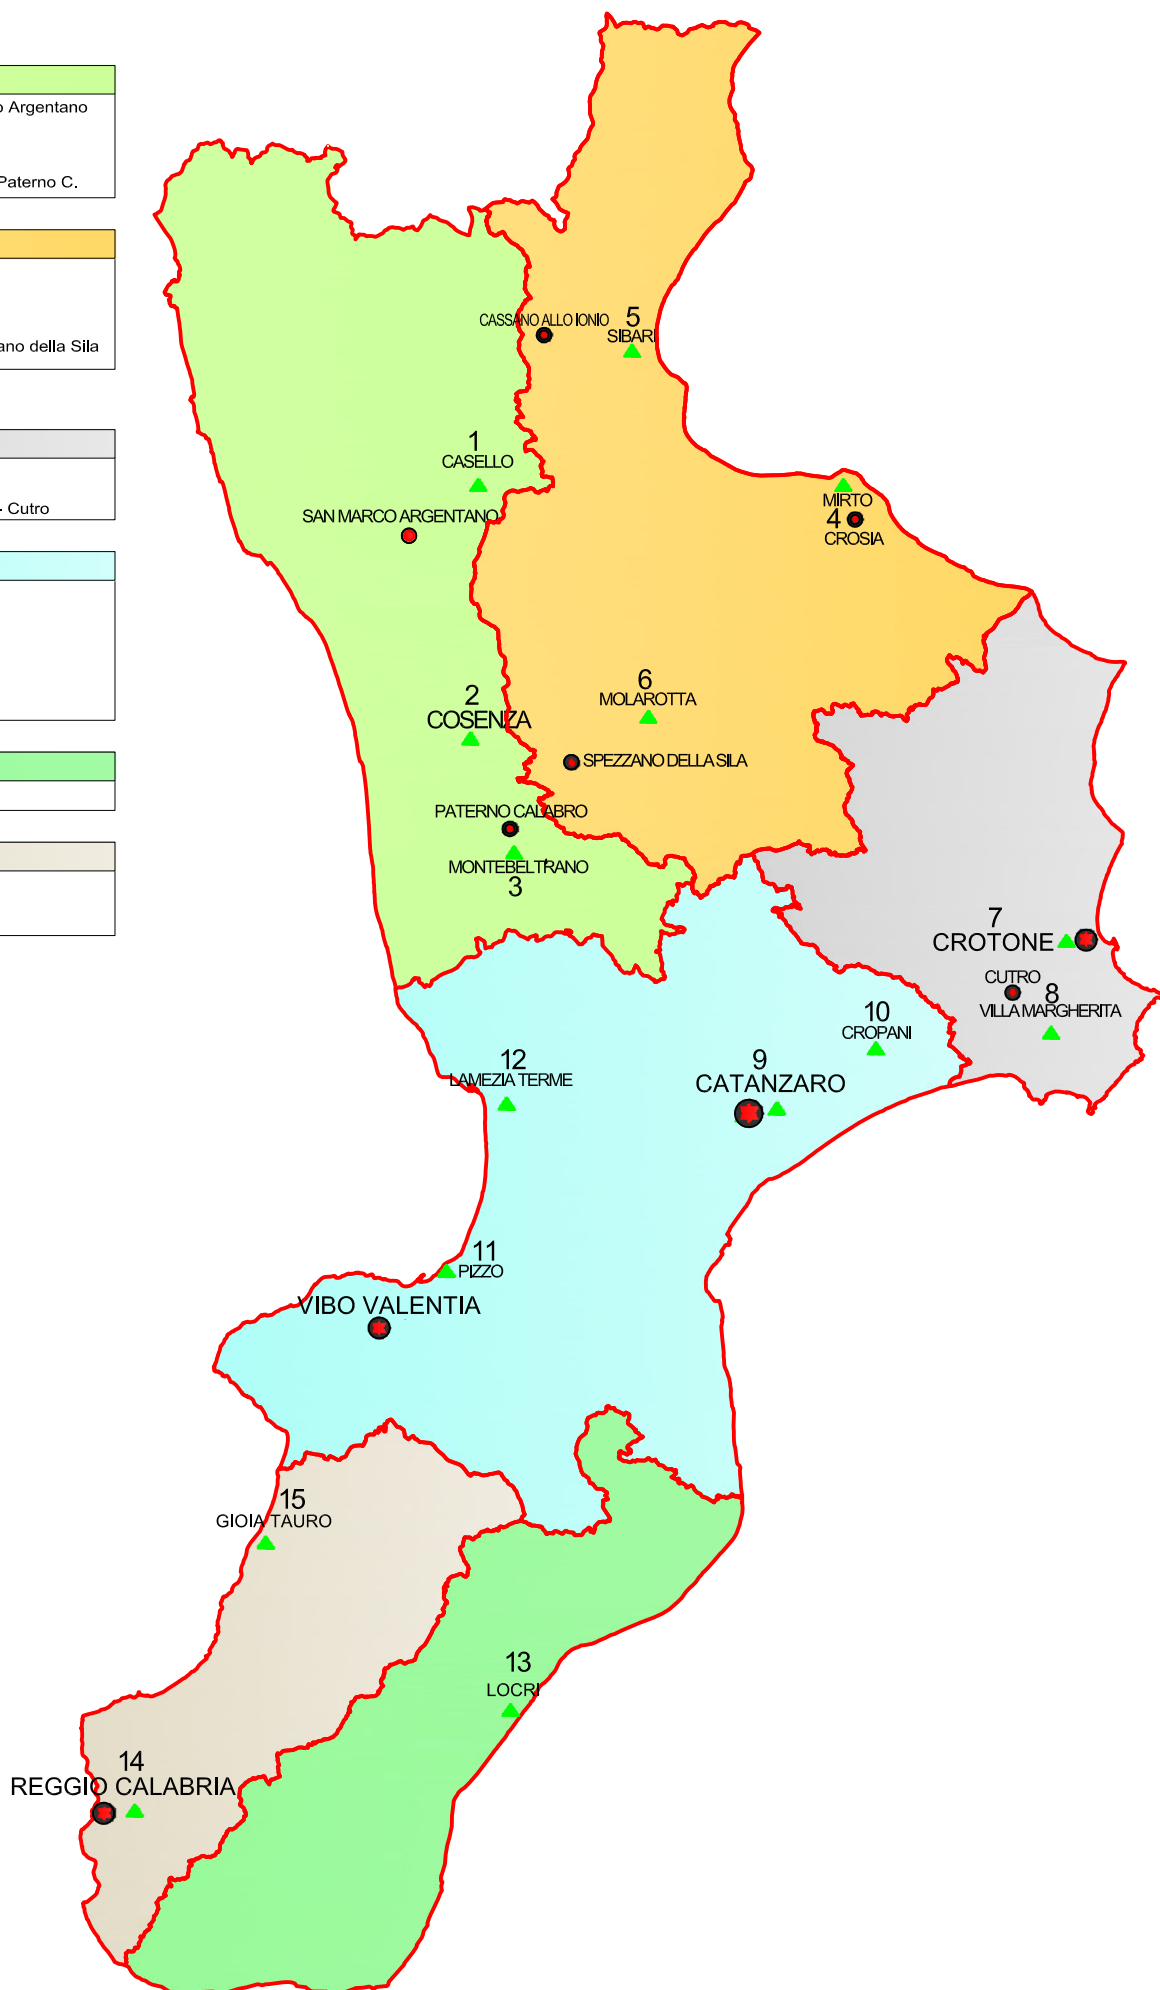 o Argentano
Paterno C.
ano della Sila
- Cutro
CASSANO ALLO IONIO
5
SIBARI
1
CASELLO
SAN MARCO ARGENTANO
MIRTO
4
CROSIA
6
MOLAROTTA
2
COSENZA
SPEZZANO DELLA SILA
PATERNO CALABRO
MONTEBELTRANO
3
7
CROTONE
CUTRO
8
VILLA MARGHERITA
10
CROPANI
12
LAMEZIA TERME
9
CATANZARO
11
PIZZO
VIBO VALENTIA
15
GIOIA TAURO
13
LOCRI
14
REGGIO CALABRIA